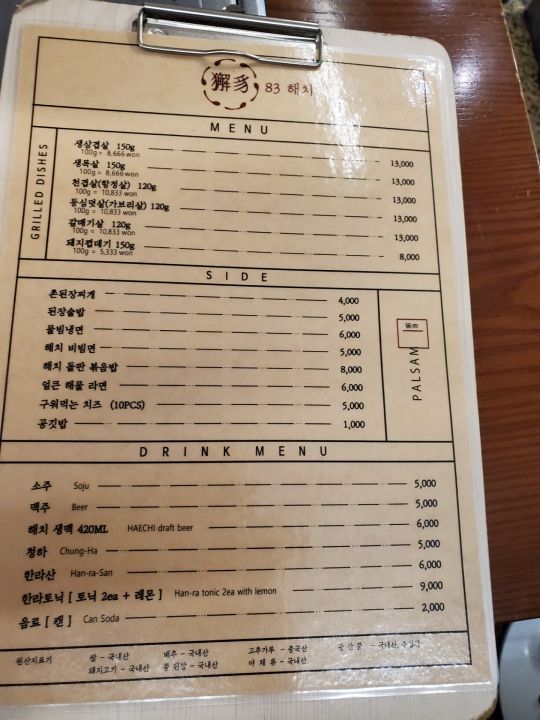 獬豸 83 해치
MENU
GRILLED DISHES
생삼겹살 150g 13,000
100g = 8,666won
생목살 150g 13,000
100g = 8,666won
천겹살(항정살) 120g 13,000
100g = 10,833 won
등심덧살(가브리살) 120g 13,000
100g = 10,833won
갈매기살 120g 13,000
100g = 10,833 won
돼지껍데기 150g 8,000
100g = 5,333 won
SIDE
촌된장찌개 4,000
된장술밥 5,000
물빔냉면 6,000
해치 비빔면 5,000
해치 돌판 볶음밥 8,000
얼큰 해물 라면 6,000
구워먹는 치즈 (10PCS) 5,000
공깃밥 1,000
PALSAM
DRINK MENU
소주 Soju 5,000
맥주 Beer 5,000
해치 생맥 420ML HAECHI draft beer 6,000
청하 Chung-Ha 5,000
한라산 Han-ra-San 6,000
한라토닉 [ 토닉 2ea + 레몬 ] Han-ra tonic 2ea with lemon 9,000
음료 [ 캔 ] Can Soda 2,000
원산지표기 쌀 - 국내산 배추 - 국내산 고추가루 - 중국산
돼지고기 - 국내산 콩 된장 - 국내산 야 채 류 - 국내산